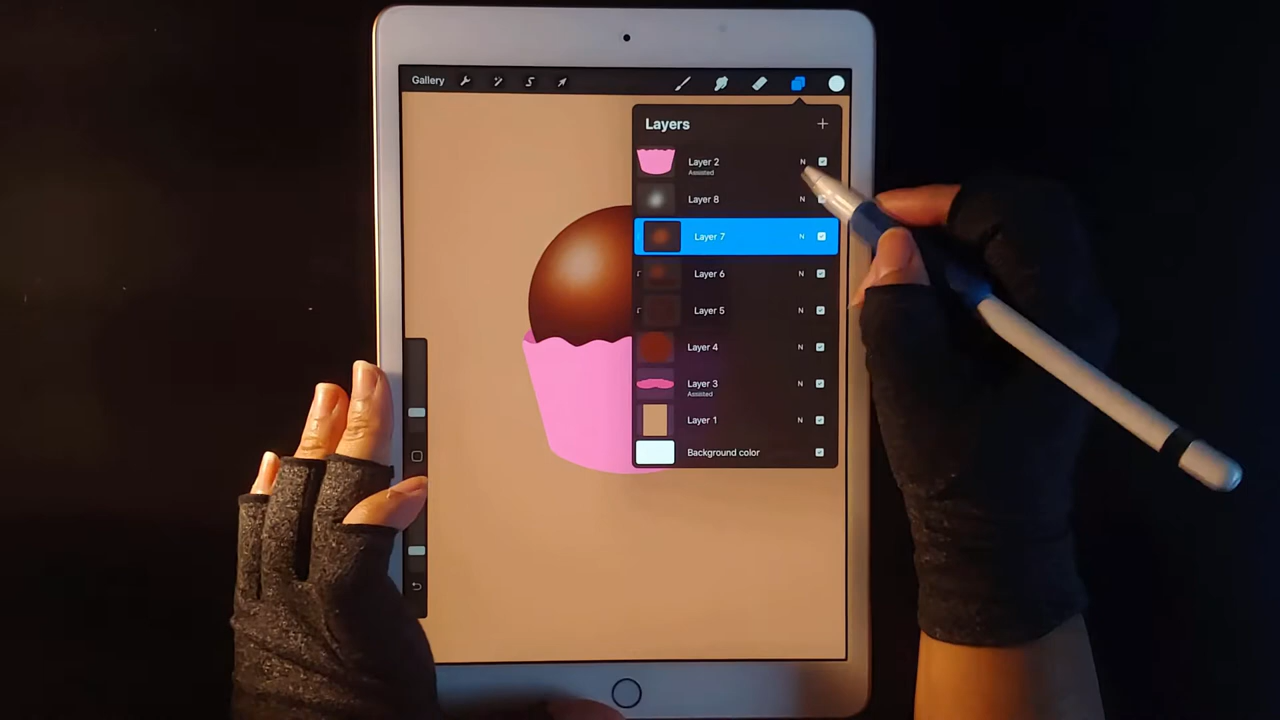 Gallery
Layers
Layer 2 N
Assisted
Layer 8 N
Layer 7 N
Layer 6 N
Layer 5 N
Layer 4 N
Layer 3 N
Assisted
Layer 1 N
Background color